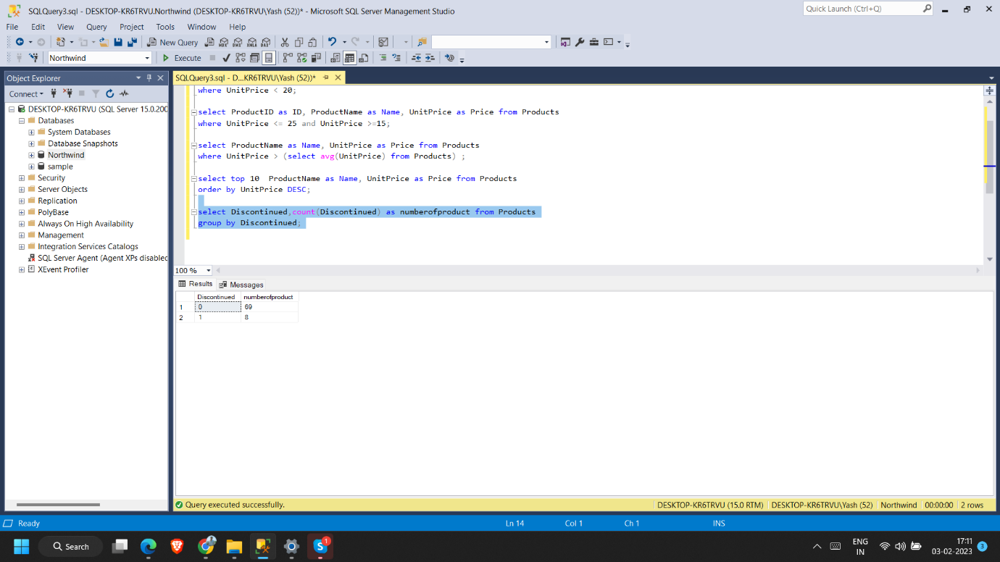 SQLQuery3.sql - DESKTOP-KR6TRVU.Northwind (DESKTOP-KR6TRVU\Yash (52))* - Microsoft SQL Server Management Studio
Quick Launch (Ctrl+Q)
File Edit View Query Project Tools Window Help
New Query
MDX DMX XMLA DAX
Northwind
Execute
Object Explorer
SQLQuery3.sql - D...KR6TRVU\Yash (52))*
Connect
DESKTOP-KR6TRVU (SQL Server 15.0.200
Databases
System Databases
Database Snapshots
Northwind
sample
Security
Server Objects
Replication
PolyBase
Always On High Availability
Management
Integration Services Catalogs
SQL Server Agent (Agent XPs disabled
XEvent Profiler
where UnitPrice < 20;
select ProductID as ID, ProductName as Name, UnitPrice as Price from Products
where UnitPrice <= 25 and UnitPrice >=15;
select ProductName as Name, UnitPrice as Price from Products
where UnitPrice > (select avg(UnitPrice) from Products) ;
select top 10  ProductName as Name, UnitPrice as Price from Products
order by UnitPrice DESC;
select Discontinued,count(Discontinued) as numberofproduct from Products
group by Discontinued;
100 %
Results Messages
Discontinued numberofproduct
1 0 69
2 1 8
Query executed successfully.
DESKTOP-KR6TRVU (15.0 RTM) DESKTOP-KR6TRVU\Yash (52) Northwind 00:00:00 2 rows
Ready
Ln 14 Col 1 Ch 1 INS
Search
S 1
ENG
IN
17:11
03-02-2023
3